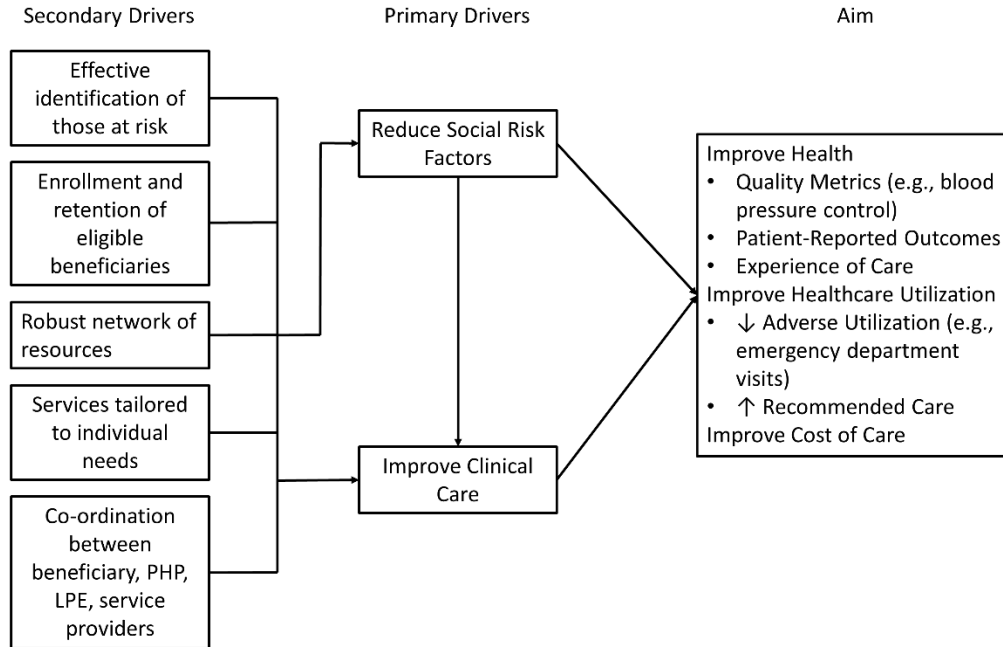 Secondary Drivers
Primary Drivers
Aim
Effective
identification of
those at risk
Enrollment and
retention of
eligible
beneficiaries
Robust network of
resources
Services tailored
to individual
needs
Co-ordination
between
beneficiary, PHP,
LPE, service
providers
Reduce Social Risk
Factors
Improve Clinical
Care
Improve Health
• Quality Metrics (e.g., blood
pressure control)
• Patient-Reported Outcomes
• Experience of Care
Improve Healthcare Utilization
• ↓ Adverse Utilization (e.g.,
emergency department
visits)
• ↑ Recommended Care
Improve Cost of Care